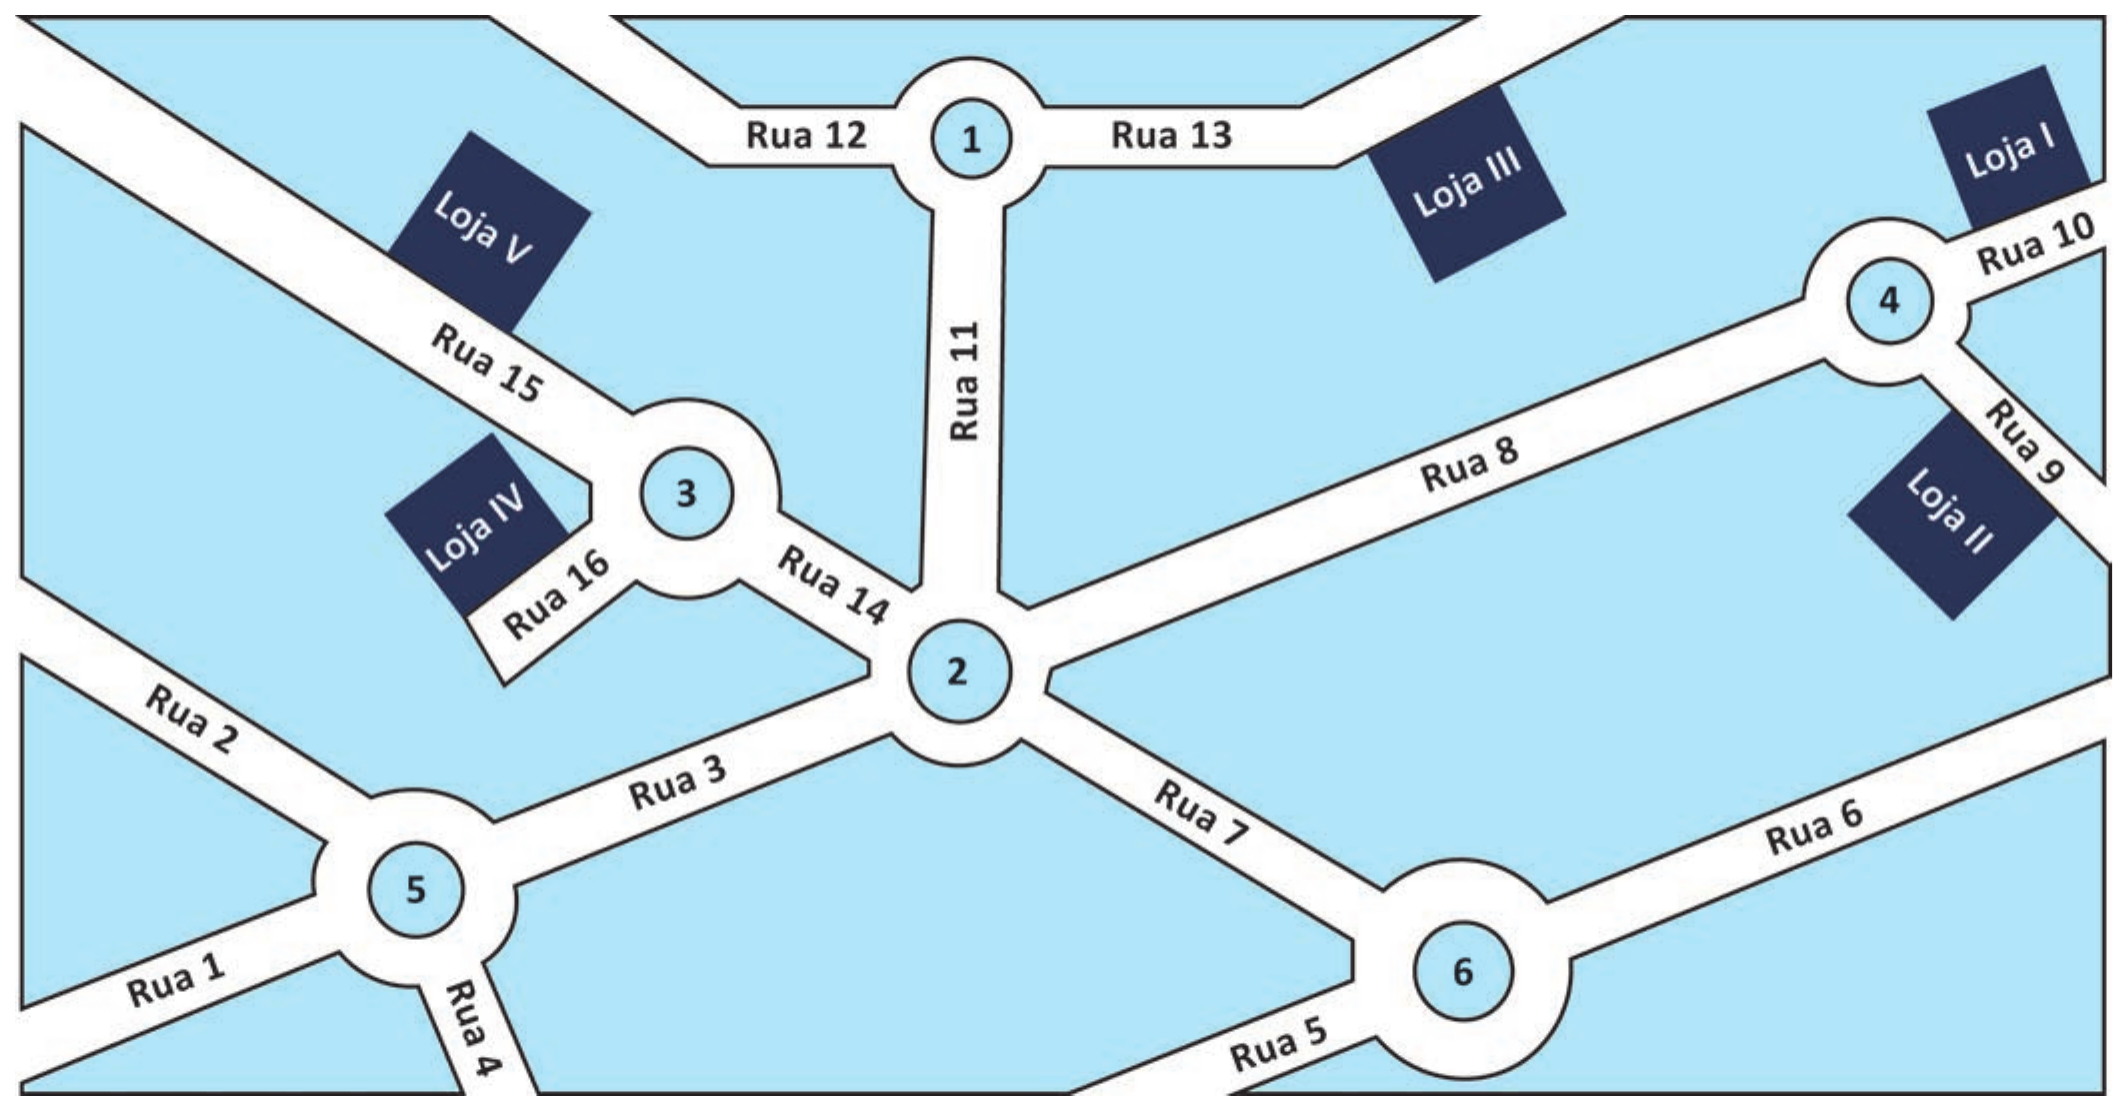 Rua 12
1
Rua 13
Loja III
Loja I
Rua 10
Loja V
Rua 15
Rua 11
4
Rua 9
Loja II
Rua 8
3
Loja IV
Rua 16
Rua 14
2
Rua 2
Rua 3
Rua 7
Rua 6
5
Rua 1
Rua 4
6
Rua 5